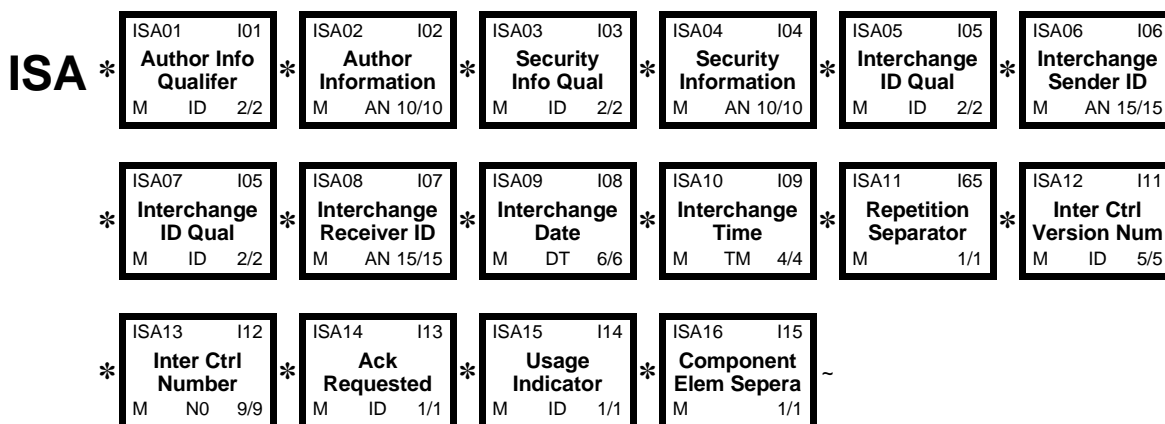 ISA01 I01 ISA02 I02 ISA03 I03 ISA04 I04 ISA05 I05 ISA06 I06
ISA * Author Info * Author * Security * Security * Interchange * Interchange
Qualifer Information Info Qual Information ID Qual Sender ID
M ID 2/2 M AN 10/10 M ID 2/2 M AN 10/10 M ID 2/2 M AN 15/15
ISA07 I05 ISA08 I07 ISA09 I08 ISA10 I09 ISA11 I65 ISA12 I11
* Interchange * Interchange * Interchange * Interchange * Repetition * Inter Ctrl
ID Qual Receiver ID Date Time Separator Version Num
M ID 2/2 M AN 15/15 M DT 6/6 M TM 4/4 M 1/1 M ID 5/5
ISA13 I12 ISA14 I13 ISA15 I14 ISA16 I15
* Inter Ctrl * Ack * Usage * Component ~
Number Requested Indicator Elem Sepera
M N0 9/9 M ID 1/1 M ID 1/1 M 1/1